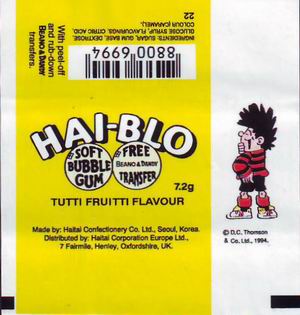 With peel-off
and rub-down
BEANO & DANDY
transfers.
8800 6994
INGREDIENTS: SUGAR, GUM BASE, DEXTROSE,
GLUCOSE SYRUP, FLAVOURINGS, CITRIC ACID,
COLOUR (CARAMEL).
22
HAI-BLO
SOFT
BUBBLE
GUM
FREE
BEANO & DANDY
TRANSFER
7.2g
TUTTI FRUITTI FLAVOUR
Made by: Haitai Confectionery Co. Ltd., Seoul, Korea.
Distributed by: Haitai Corporation Europe Ltd.,
7 Fairmile, Henley, Oxfordshire, UK.
© D.C. Thomson
& Co. Ltd., 1994.